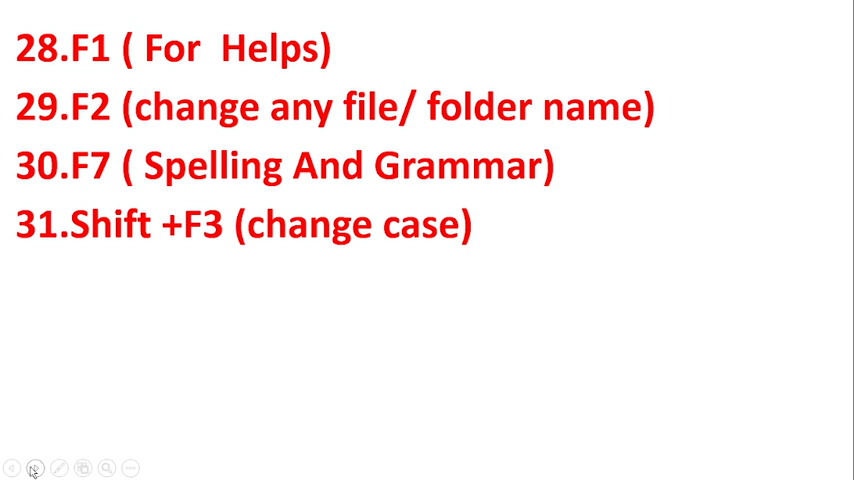 28.F1 ( For  Helps)
29.F2 (change any file/ folder name)
30.F7 ( Spelling And Grammar)
31.Shift +F3 (change case)